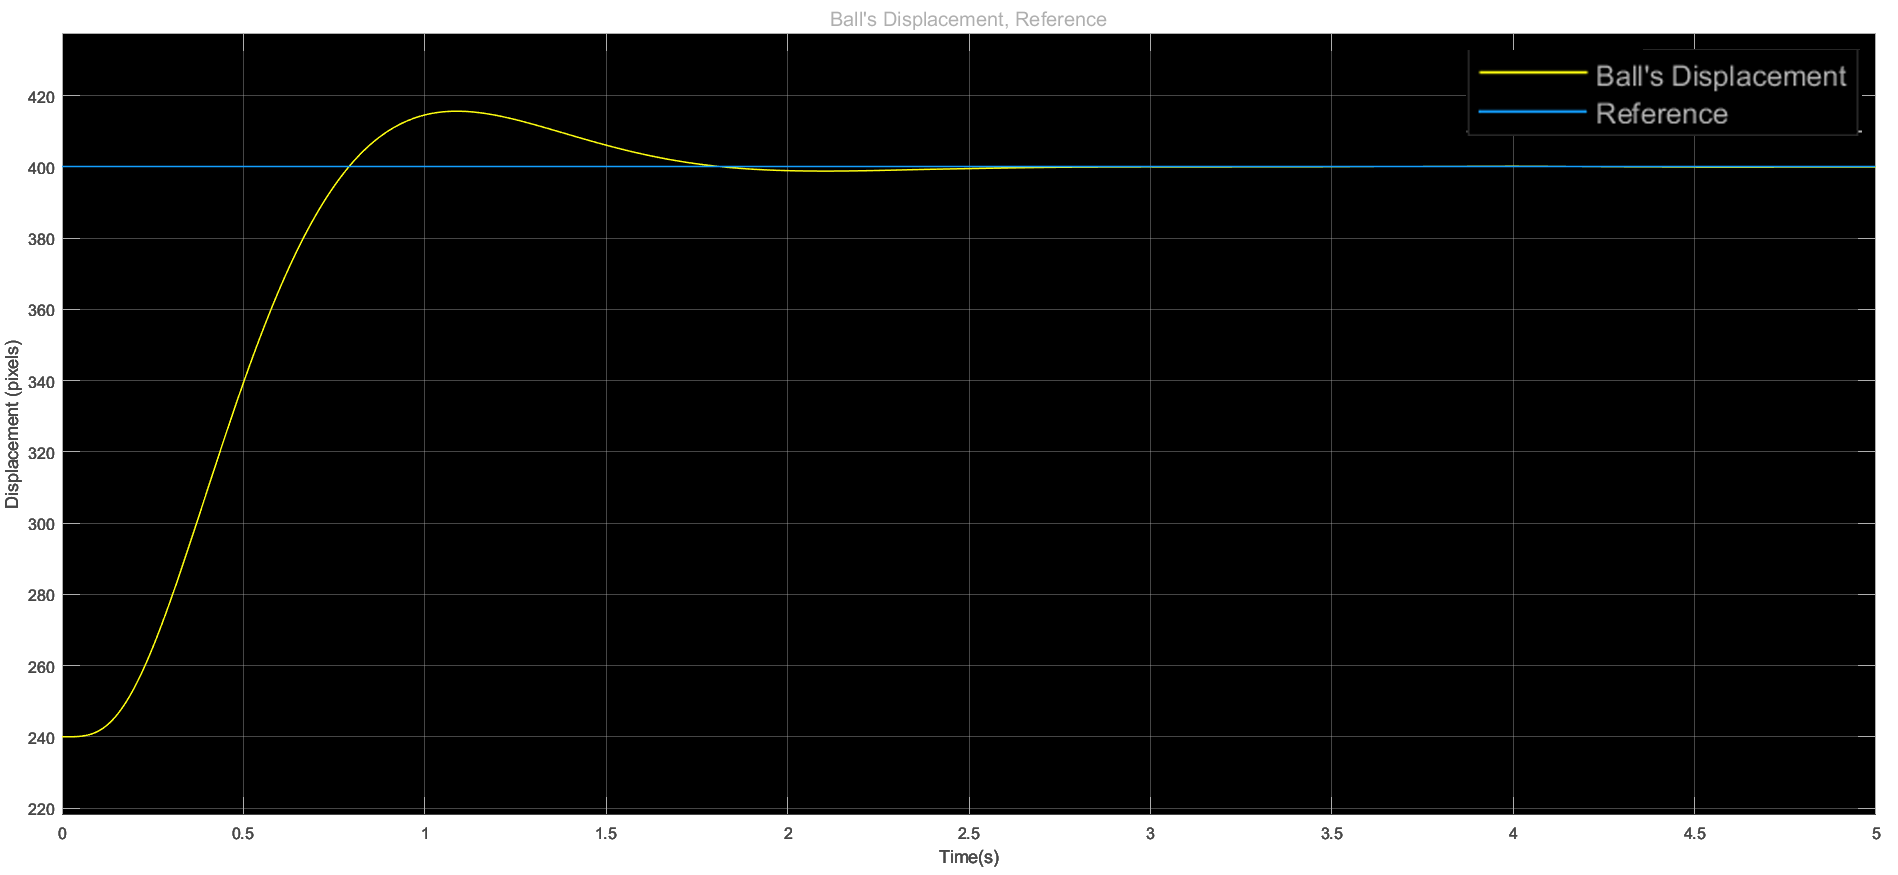 Ball's Displacement, Reference
Ball's Displacement
Reference
420
400
380
360
340
320
300
280
260
240
220
Displacement (pixels)
0 0.5 1 1.5 2 2.5 3 3.5 4 4.5 5
Time(s)